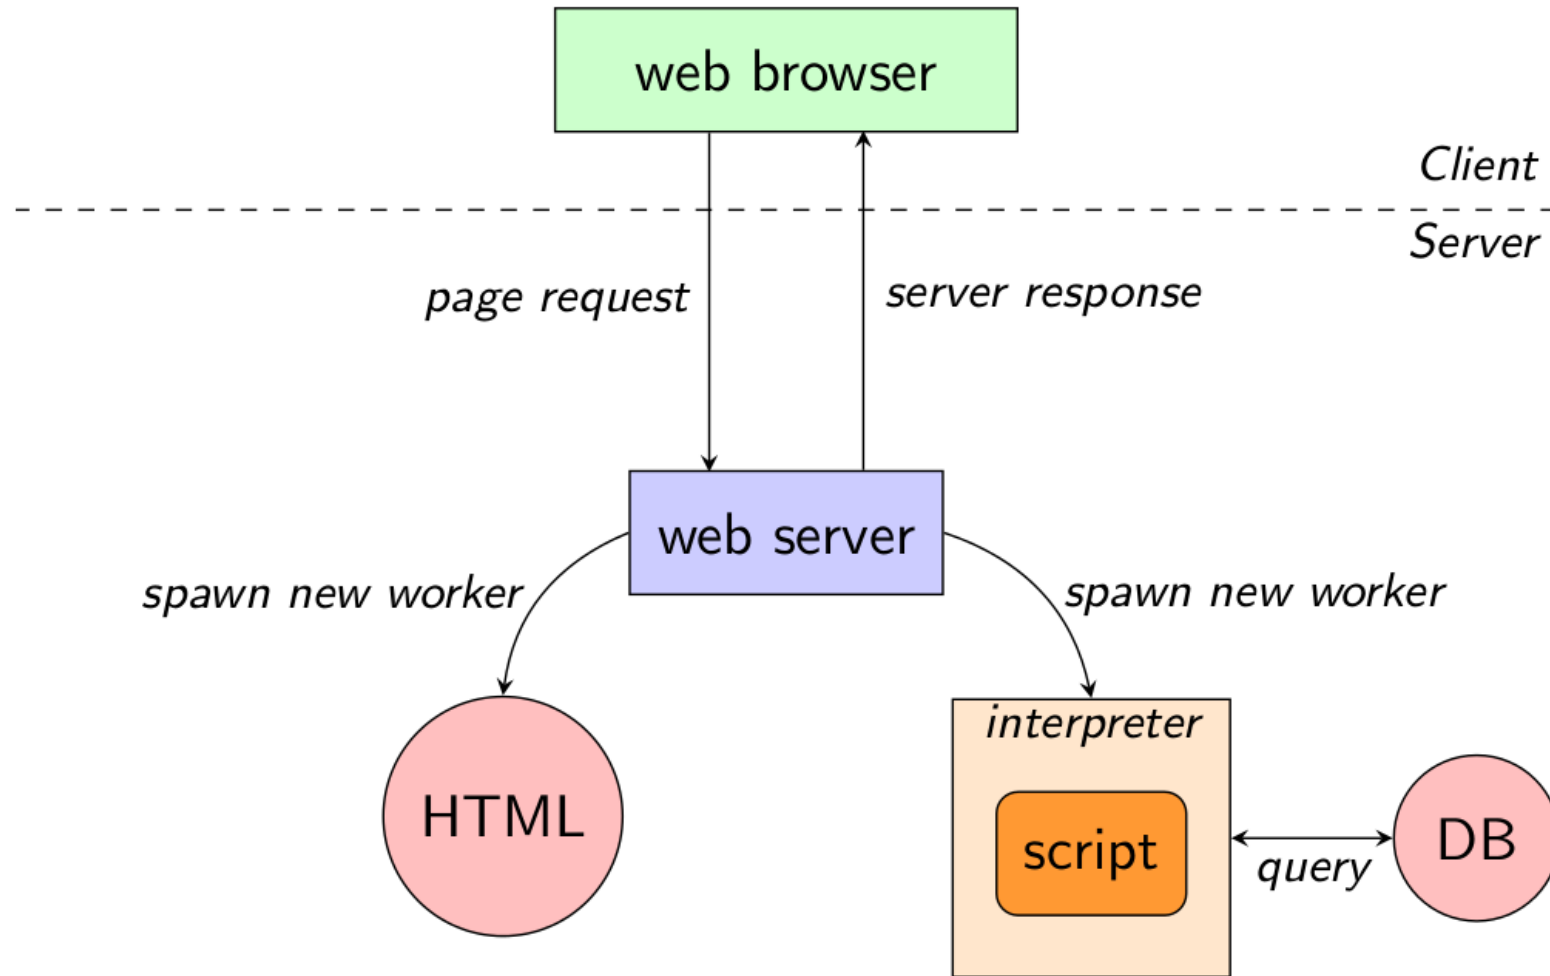 web browser
Client
Server
page request
server response
web server
spawn new worker
spawn new worker
interpreter
HTML
script
DB
query